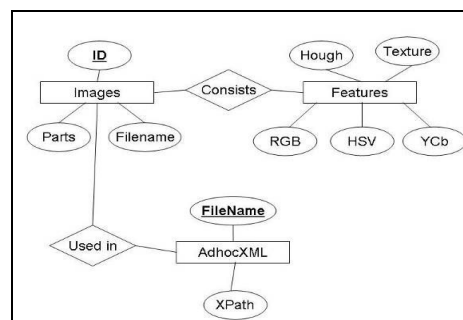 ID
Images
Parts
Filename
Consists
Hough
Texture
Features
RGB
HSV
YCb
Used in
FileName
AdhocXML
XPath